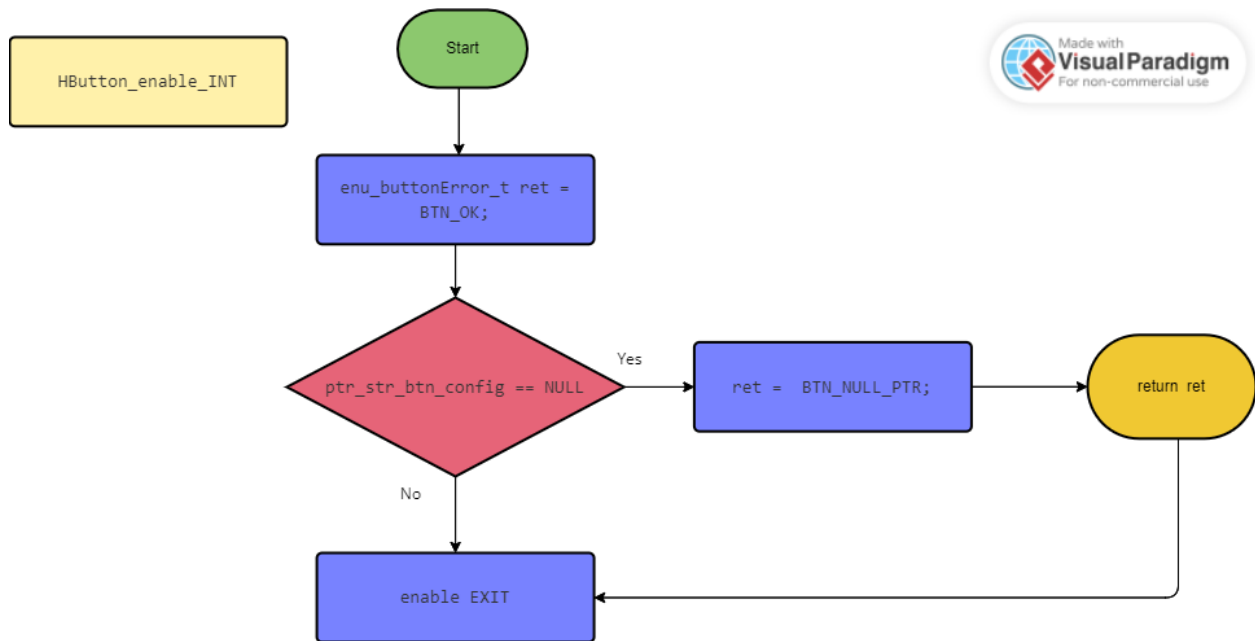 Start
HButton_enable_INT
Made with
Visual Paradigm
For non-commercial use
enu_buttonError_t ret =
BTN_OK;
ptr_str_btn_config == NULL
Yes
ret =  BTN_NULL_PTR;
return ret
No
enable EXIT